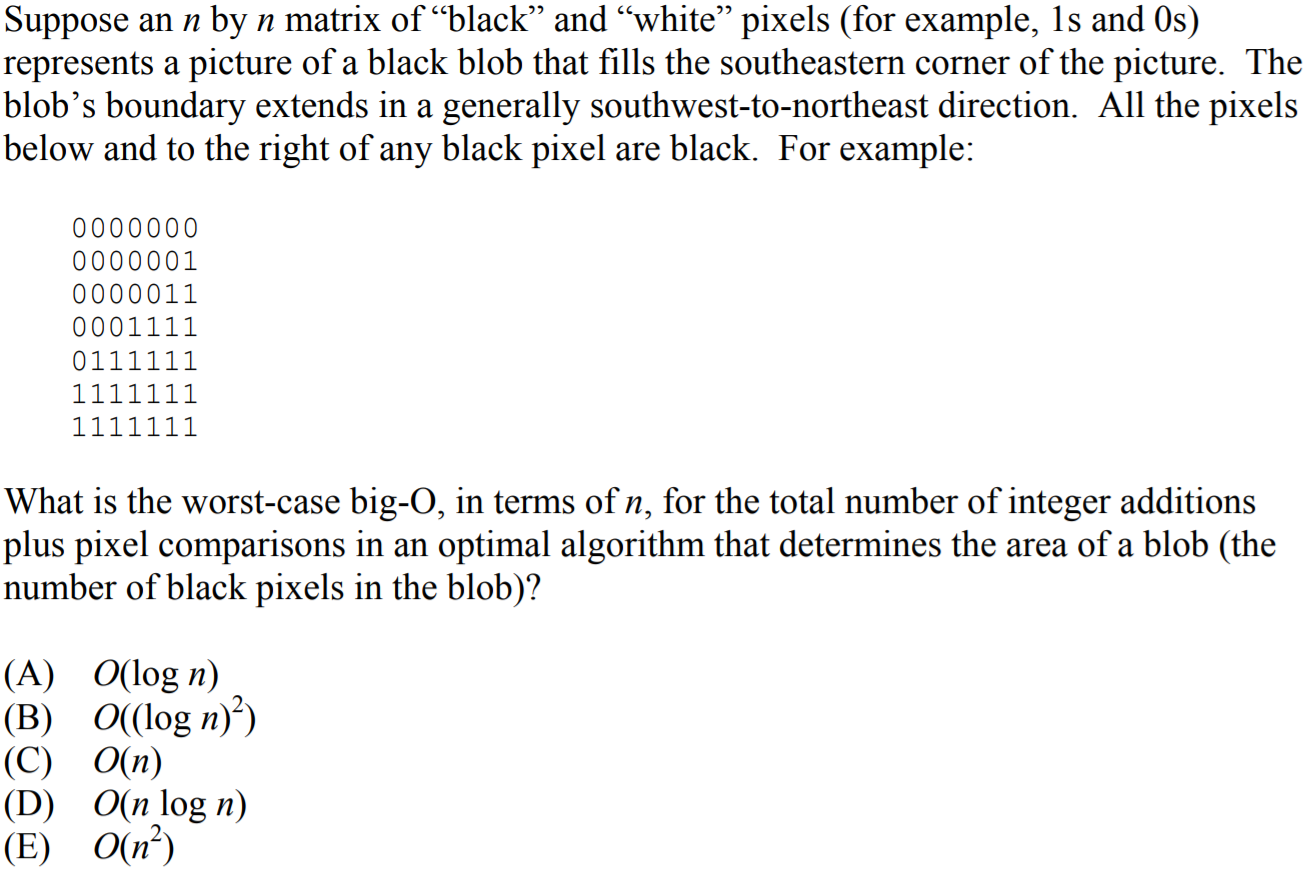 Suppose an n by n matrix of “black” and “white” pixels (for example, 1s and 0s)
represents a picture of a black blob that fills the southeastern corner of the picture.  The
blob’s boundary extends in a generally southwest-to-northeast direction.  All the pixels
below and to the right of any black pixel are black.  For example:
0000000
0000001
0000011
0001111
0111111
1111111
1111111
What is the worst-case big-O, in terms of n, for the total number of integer additions
plus pixel comparisons in an optimal algorithm that determines the area of a blob (the
number of black pixels in the blob)?
(A) O(log n)
(B) O((log n)²)
(C) O(n)
(D) O(n log n)
(E) O(n²)